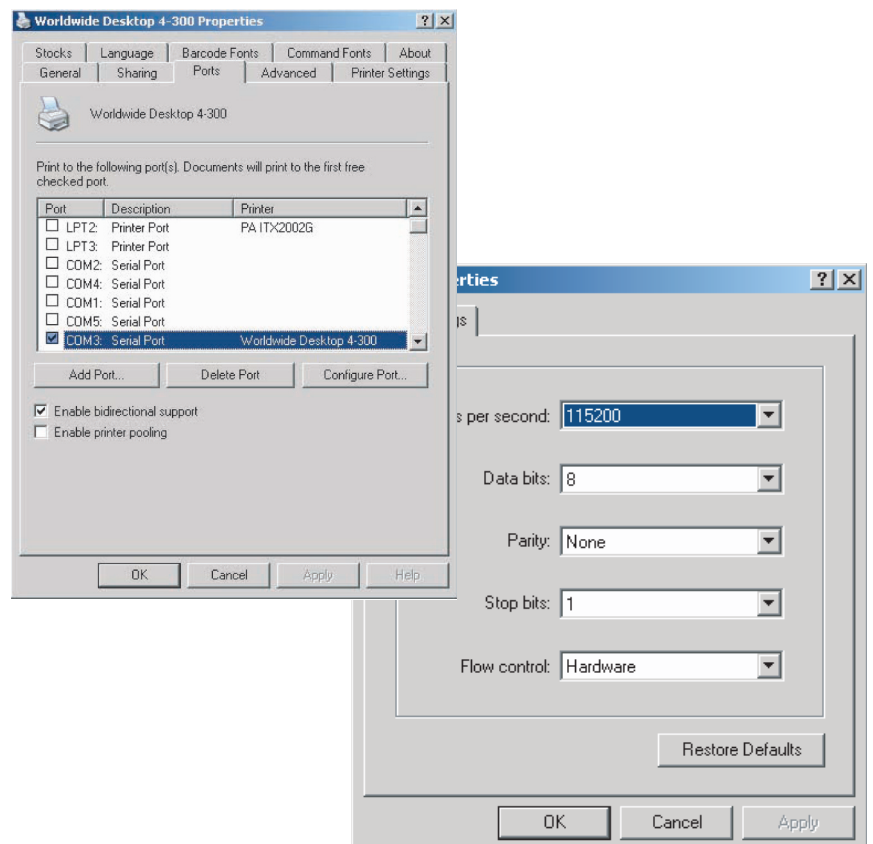 Worldwide Desktop 4-300 Properties
Stocks Language Barcode Fonts Command Fonts About
General Sharing Ports Advanced Printer Settings
Worldwide Desktop 4-300
Print to the following port(s). Documents will print to the first free
checked port.
Port Description Printer
LPT2: Printer Port PA ITX2002G
LPT3: Printer Port
COM2: Serial Port
COM4: Serial Port
COM1: Serial Port
COM5: Serial Port
COM3: Serial Port Worldwide Desktop 4-300
Add Port... Delete Port Configure Port...
Enable bidirectional support
Enable printer pooling
OK Cancel Apply Help
erties
gs
s per second: 115200
Data bits: 8
Parity: None
Stop bits: 1
Flow control: Hardware
Restore Defaults
OK Cancel Apply